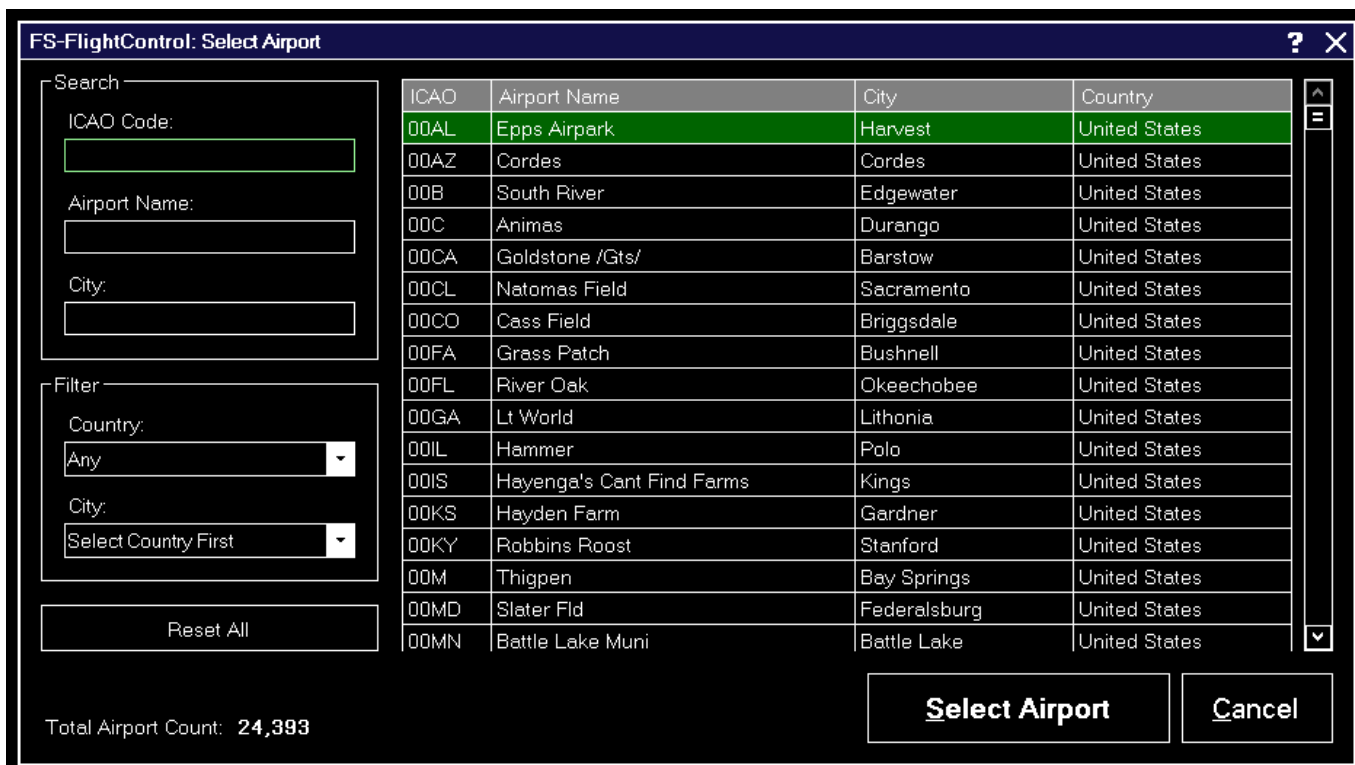 FS-FlightControl: Select Airport ? X
Search
ICAO Code:
Airport Name:
City:
Filter
Country:
Any
City:
Select Country First
Reset All
Total Airport Count: 24,393
ICAO Airport Name City Country
00AL Epps Airpark Harvest United States
00AZ Cordes Cordes United States
00B South River Edgewater United States
00C Animas Durango United States
00CA Goldstone /Gts/ Barstow United States
00CL Natomas Field Sacramento United States
00CO Cass Field Briggsdale United States
00FA Grass Patch Bushnell United States
00FL River Oak Okeechobee United States
00GA Lt World Lithonia United States
00IL Hammer Polo United States
00IS Hayenga's Cant Find Farms Kings United States
00KS Hayden Farm Gardner United States
00KY Robbins Roost Stanford United States
00M Thigpen Bay Springs United States
00MD Slater Fld Federalsburg United States
00MN Battle Lake Muni Battle Lake United States
Select Airport Cancel